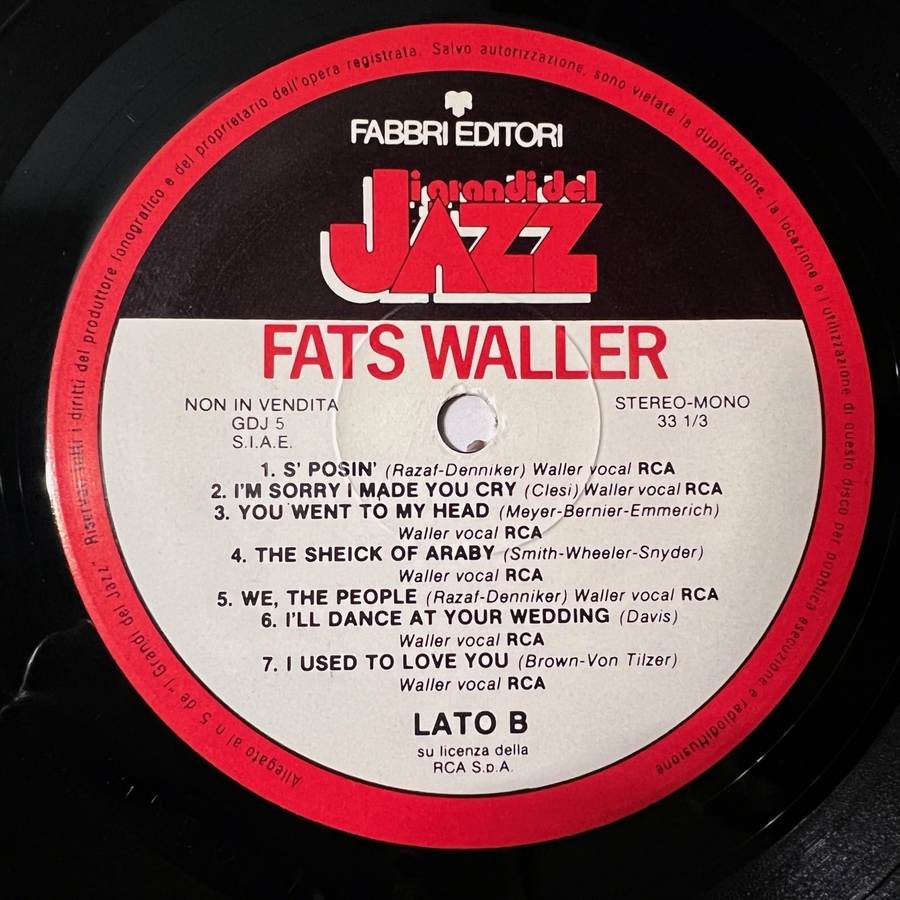 Allegato al n 5 de "I Grandi del Jazz" Riservati tutti i diritti del produttore fonografico e del proprietario dell'opera registrata. Salvo autorizzazione, sono vietate la duplicazione, la locazione e l'utilizzazione di questo disco per pubblica esecuzione e radiodiffusione
FABBRI EDITORI
i grandi del
JAZZ
FATS WALLER
NON IN VENDITA STEREO-MONO
GDJ 5 33 1/3
S.I.A.E.
1. S' POSIN' (Razaf-Denniker) Waller vocal RCA
2. I'M SORRY I MADE YOU CRY (Clesi) Waller vocal RCA
3. YOU WENT TO MY HEAD (Meyer-Bernier-Emmerich)
Waller vocal RCA
4. THE SHEICK OF ARABY (Smith-Wheeler-Snyder)
Waller vocal RCA
5. WE, THE PEOPLE (Razaf-Denniker) Waller vocal RCA
6. I'LL DANCE AT YOUR WEDDING (Davis)
Waller vocal RCA
7. I USED TO LOVE YOU (Brown-Von Tilzer)
Waller vocal RCA
LATO B
su licenza della
RCA S.p.A.